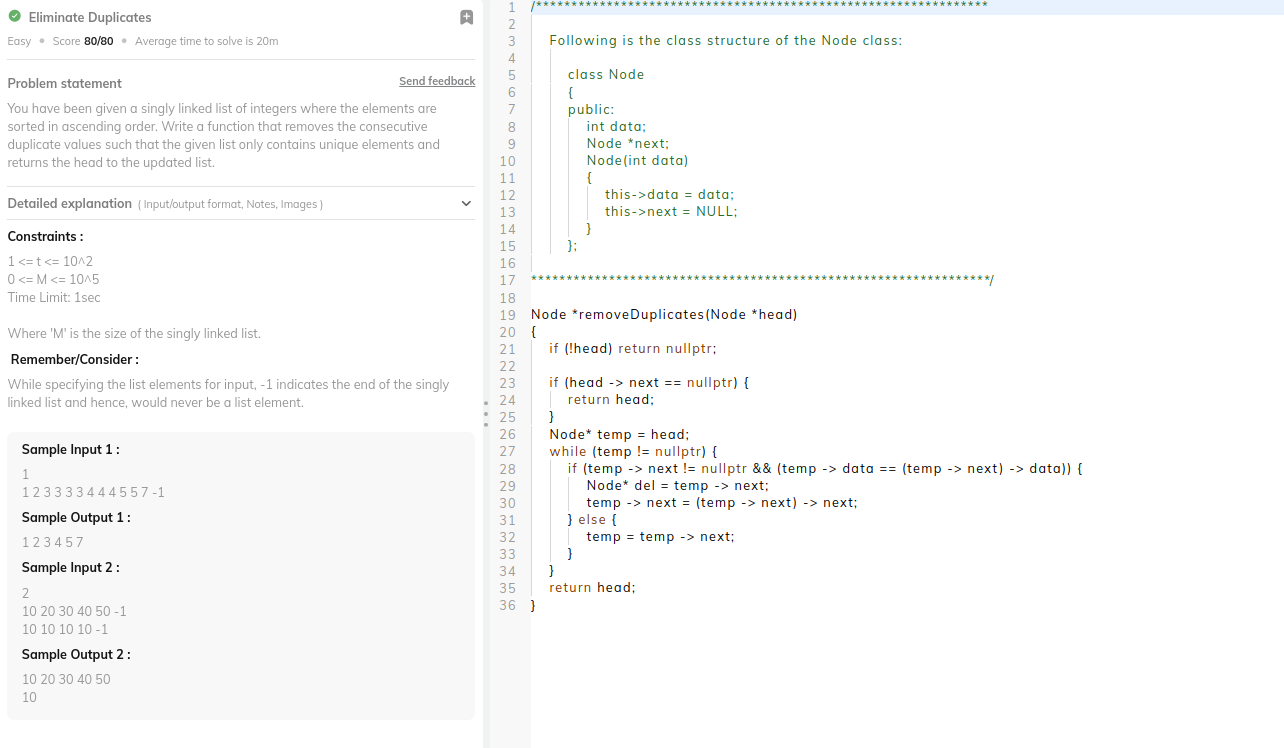 Eliminate Duplicates
Easy • Score 80/80 • Average time to solve is 20m
Problem statement
Send feedback
You have been given a singly linked list of integers where the elements are
sorted in ascending order. Write a function that removes the consecutive
duplicate values such that the given list only contains unique elements and
returns the head to the updated list.
Detailed explanation ( Input/output format, Notes, Images )
Constraints :
1 <= t <= 10^2
0 <= M <= 10^5
Time Limit: 1sec
Where 'M' is the size of the singly linked list.
Remember/Consider :
While specifying the list elements for input, -1 indicates the end of the singly
linked list and hence, would never be a list element.
Sample Input 1 :
1
1 2 3 3 3 3 4 4 4 5 5 7 -1
Sample Output 1 :
1 2 3 4 5 7
Sample Input 2 :
2
10 20 30 40 50 -1
10 10 10 10 -1
Sample Output 2 :
10 20 30 40 50
10
1 /****************************************************************
2
3 Following is the class structure of the Node class:
4
5 class Node
6 {
7 public:
8 int data;
9 Node *next;
10 Node(int data)
11 {
12 this->data = data;
13 this->next = NULL;
14 }
15 };
16
17 *****************************************************************/
18
19 Node *removeDuplicates(Node *head)
20 {
21 if (!head) return nullptr;
22
23 if (head -> next == nullptr) {
24 return head;
25 }
26 Node* temp = head;
27 while (temp != nullptr) {
28 if (temp -> next != nullptr && (temp -> data == (temp -> next) -> data)) {
29 Node* del = temp -> next;
30 temp -> next = (temp -> next) -> next;
31 } else {
32 temp = temp -> next;
33 }
34 }
35 return head;
36 }